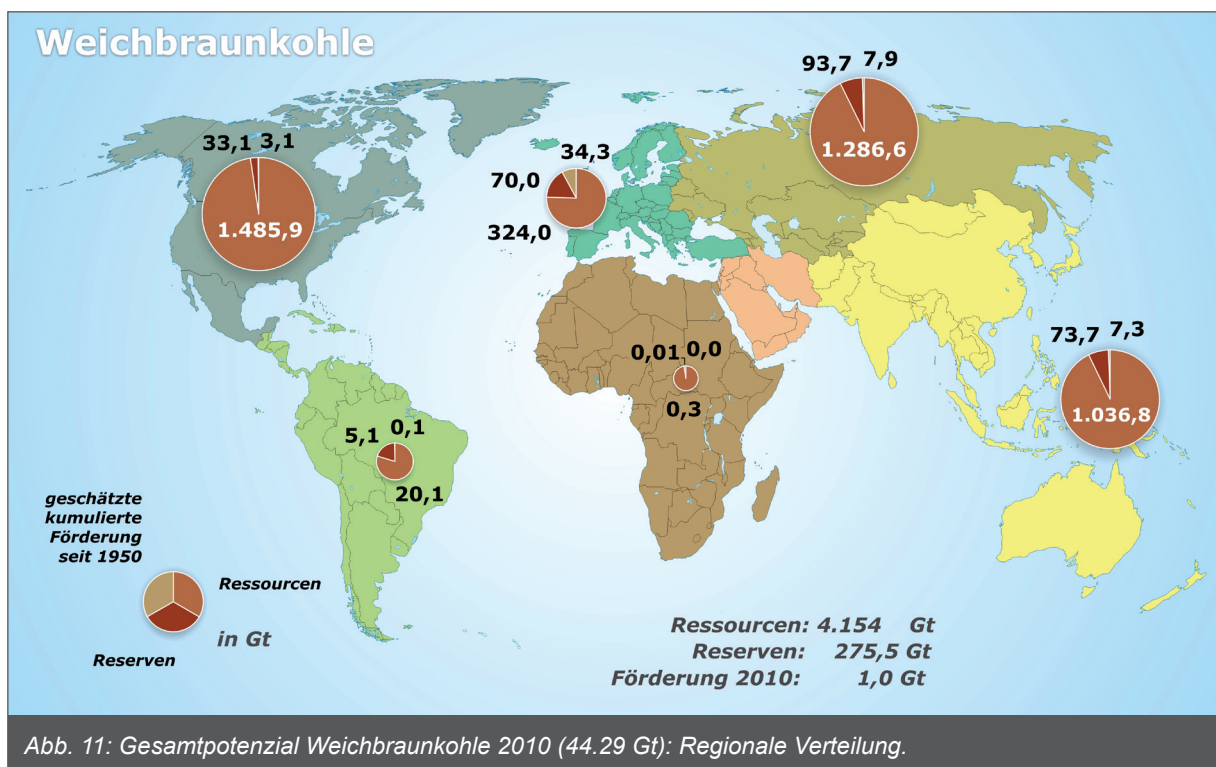 Weichbraunkohle
93,7 7,9
1.286,6
33,1 3,1
1.485,9
34,3
70,0
324,0
73,7 7,3
1.036,8
0,01 0,0
0,3
5,1 0,1
20,1
geschätzte
kumulierte
Förderung
seit 1950
Ressourcen
in Gt
Reserven
Ressourcen: 4.154 Gt
Reserven: 275,5 Gt
Förderung 2010: 1,0 Gt
Abb. 11: Gesamtpotenzial Weichbraunkohle 2010 (44.29 Gt): Regionale Verteilung.